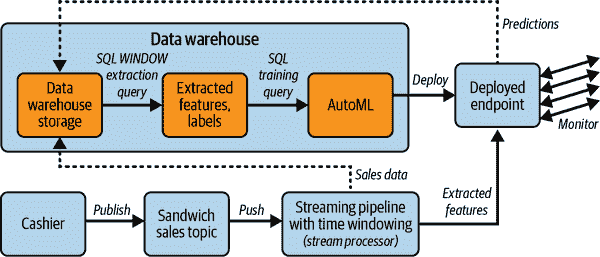 Predictions
Data warehouse
SQL WINDOW
extraction
query
SQL
training
query
Data
warehouse
storage
Extracted
features,
labels
AutoML
Deploy
Deployed
endpoint
Monitor
Sales data
Extracted
features
Cashier
Publish
Sandwich
sales topic
Push
Streaming pipeline
with time windowing
(stream processor)